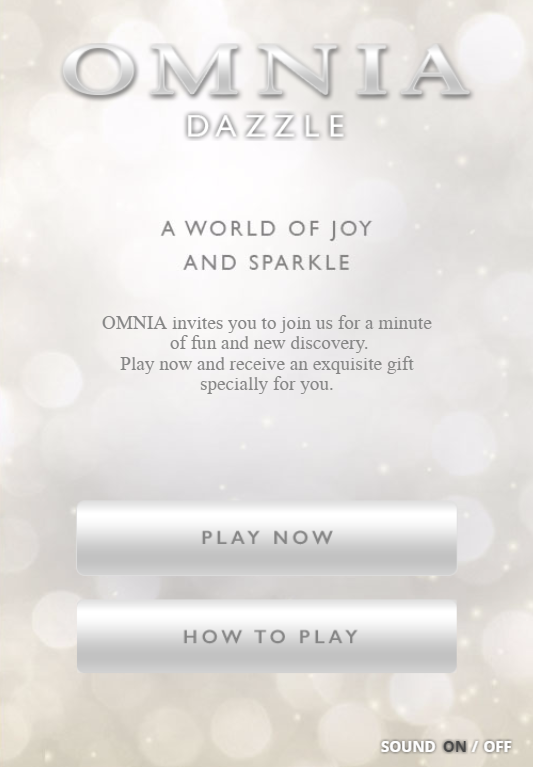 OMNIA
DAZZLE
A WORLD OF JOY
AND SPARKLE
OMNIA invites you to join us for a minute
of fun and new discovery.
Play now and receive an exquisite gift
specially for you.
PLAY NOW
HOW TO PLAY
SOUND ON / OFF